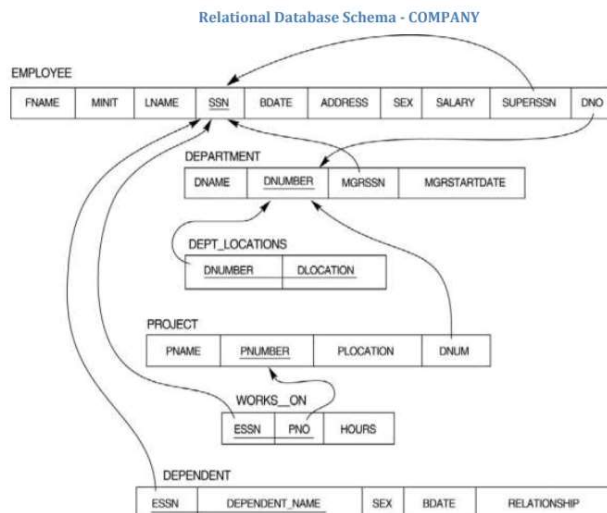 Relational Database Schema - COMPANY
EMPLOYEE
FNAME MINIT LNAME SSN BDATE ADDRESS SEX SALARY SUPERSSN DNO
DEPARTMENT
DNAME DNUMBER MGRSSN MGRSTARTDATE
DEPT_LOCATIONS
DNUMBER DLOCATION
PROJECT
PNAME PNUMBER PLOCATION DNUM
WORKS__ON
ESSN PNO HOURS
DEPENDENT
ESSN DEPENDENT_NAME SEX BDATE RELATIONSHIP